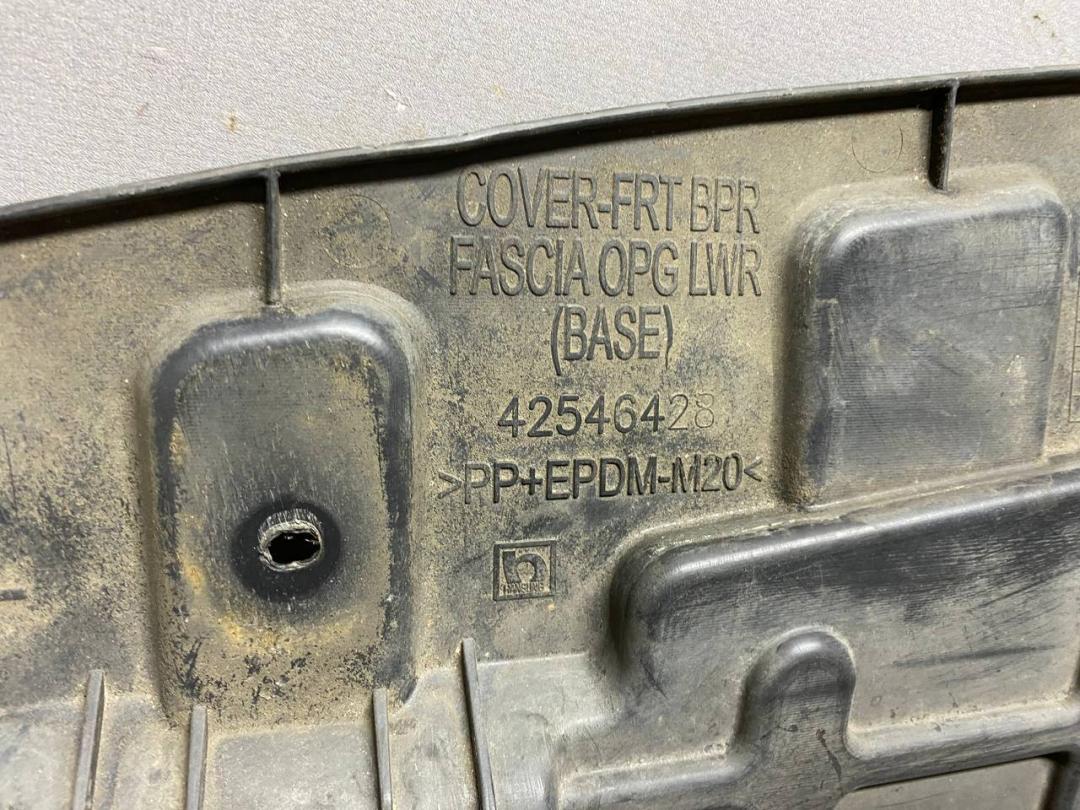 COVER-FRT BPR
FASCIA OPG LWR
(BASE)
42546428
>PP+EPDM-M20<